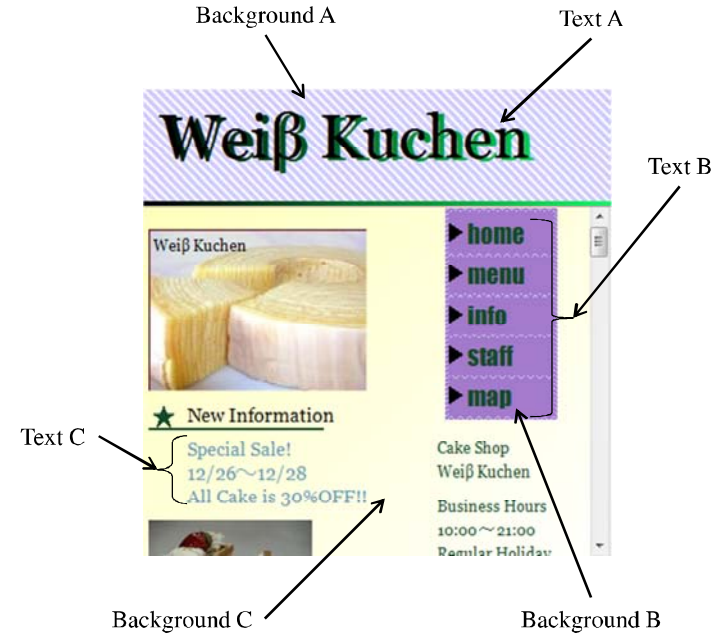 Background A
Text A
Weiβ Kuchen
Text B
Weiβ Kuchen
home
menu
info
staff
map
New Information
Text C
Special Sale!
12/26～12/28
All Cake is 30%OFF!!
Cake Shop
Weiβ Kuchen
Business Hours
10:00～21:00
Regular Holiday
Background C
Background B